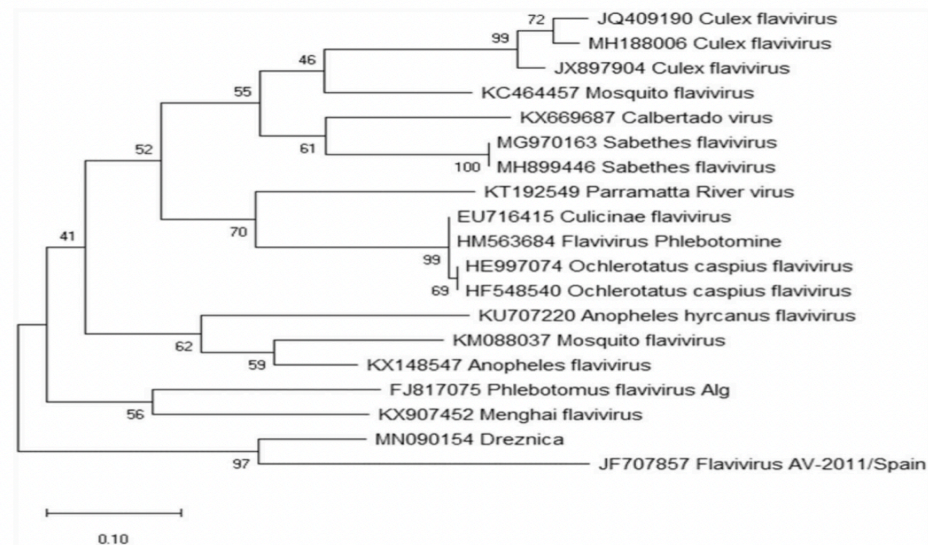 72
JQ409190 Culex flavivirus
99
MH188006 Culex flavivirus
46
JX897904 Culex flavivirus
55
KC464457 Mosquito flavivirus
KX669687 Calbertado virus
52
61
MG970163 Sabethes flavivirus
100
MH899446 Sabethes flavivirus
KT192549 Parramatta River virus
70
EU716415 Culicinae flavivirus
41
HM563684 Flavivirus Phlebotomine
99
HE997074 Ochlerotatus caspius flavivirus
69
HF548540 Ochlerotatus caspius flavivirus
KU707220 Anopheles hyrcanus flavivirus
62
KM088037 Mosquito flavivirus
59
KX148547 Anopheles flavivirus
FJ817075 Phlebotomus flavivirus Alg
56
KX907452 Menghai flavivirus
MN090154 Dreznica
97
JF707857 Flavivirus AV-2011/Spain
0.10